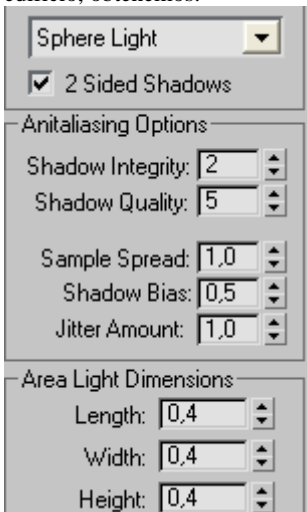 Sphere Light
2 Sided Shadows
Anitaliasing Options
Shadow Integrity: 2
Shadow Quality: 5
Sample Spread: 1,0
Shadow Bias: 0,5
Jitter Amount: 1,0
Area Light Dimensions
Length: 0,4
Width: 0,4
Height: 0,4